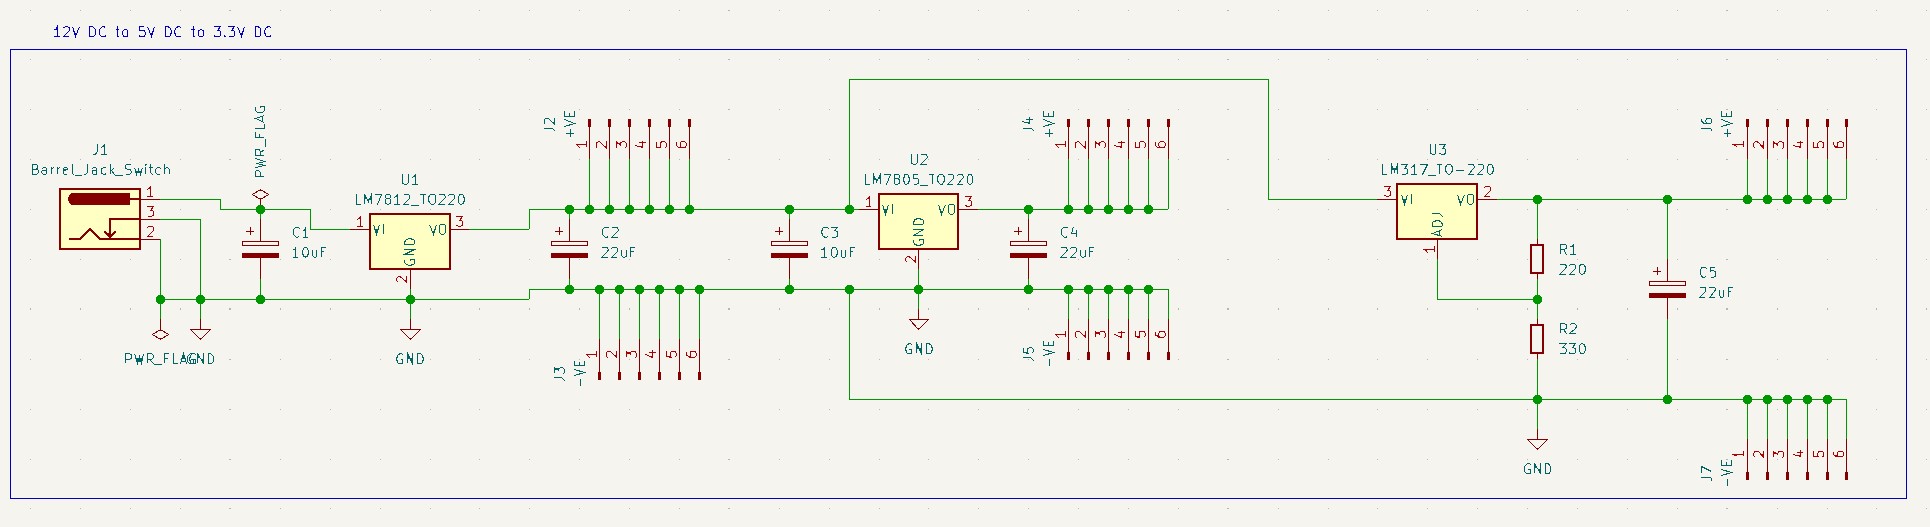 12V DC to 5V DC to 3.3V DC
J1
Barrel_Jack_Switch
1
3
2
PWR_FLAG
PWR_FLAG
GND
C1
10uF
U1
LM7812_TO220
1
VI
VO
3
GND
2
GND
J2
+VE
1
2
3
4
5
6
C2
22uF
J3
-VE
1
2
3
4
5
6
C3
10uF
U2
LM7805_TO220
1
VI
VO
3
GND
2
GND
J4
+VE
1
2
3
4
5
6
C4
22uF
J5
-VE
1
2
3
4
5
6
U3
LM317_TO-220
3
VI
VO
2
ADJ
1
R1
220
R2
330
GND
C5
22uF
J6
+VE
1
2
3
4
5
6
J7
-VE
1
2
3
4
5
6